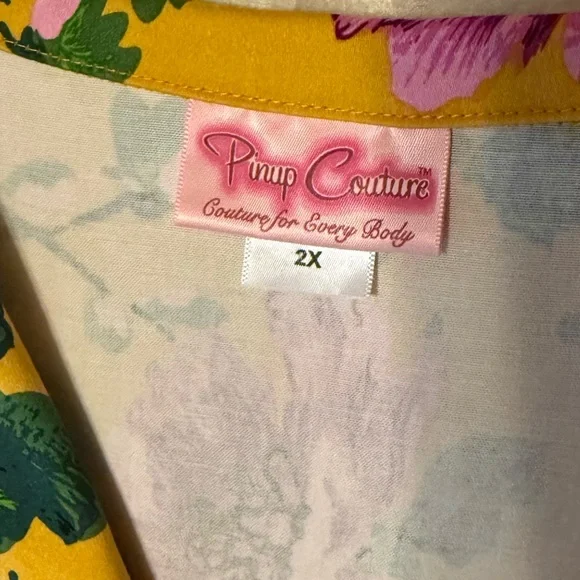 Pinup Couture™
Couture for Every Body
2X